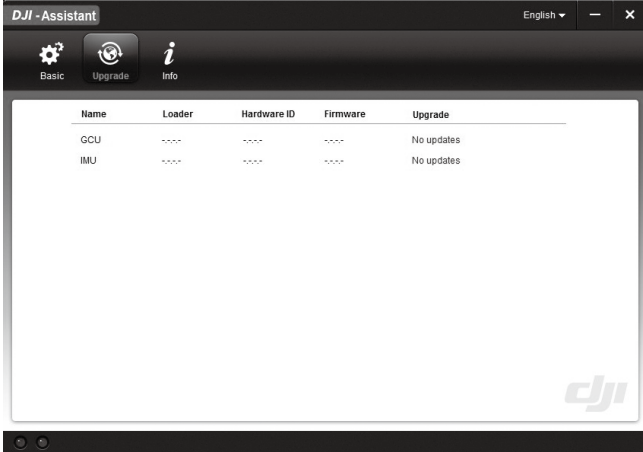 DJI - Assistant English
Basic Upgrade Info
Name Loader Hardware ID Firmware Upgrade
GCU -.-.-.- -.-.-.- -.-.-.- No updates
IMU -.-.-.- -.-.-.- -.-.-.- No updates
dji